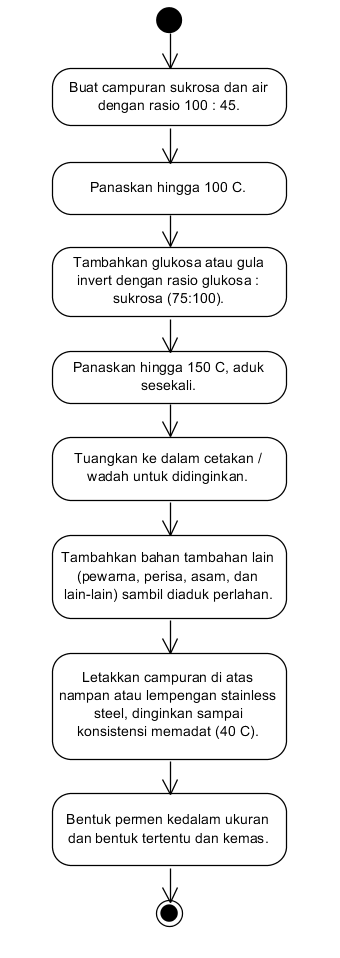 Buat campuran sukrosa dan air
dengan rasio 100 : 45.
Panaskan hingga 100 C.
Tambahkan glukosa atau gula
invert dengan rasio glukosa :
sukrosa (75:100).
Panaskan hingga 150 C, aduk
sesekali.
Tuangkan ke dalam cetakan /
wadah untuk didinginkan.
Tambahkan bahan tambahan lain
(pewarna, perisa, asam, dan
lain-lain) sambil diaduk perlahan.
Letakkan campuran di atas
nampan atau lempengan stainless
steel, dinginkan sampai
konsistensi memadat (40 C).
Bentuk permen kedalam ukuran
dan bentuk tertentu dan kemas.